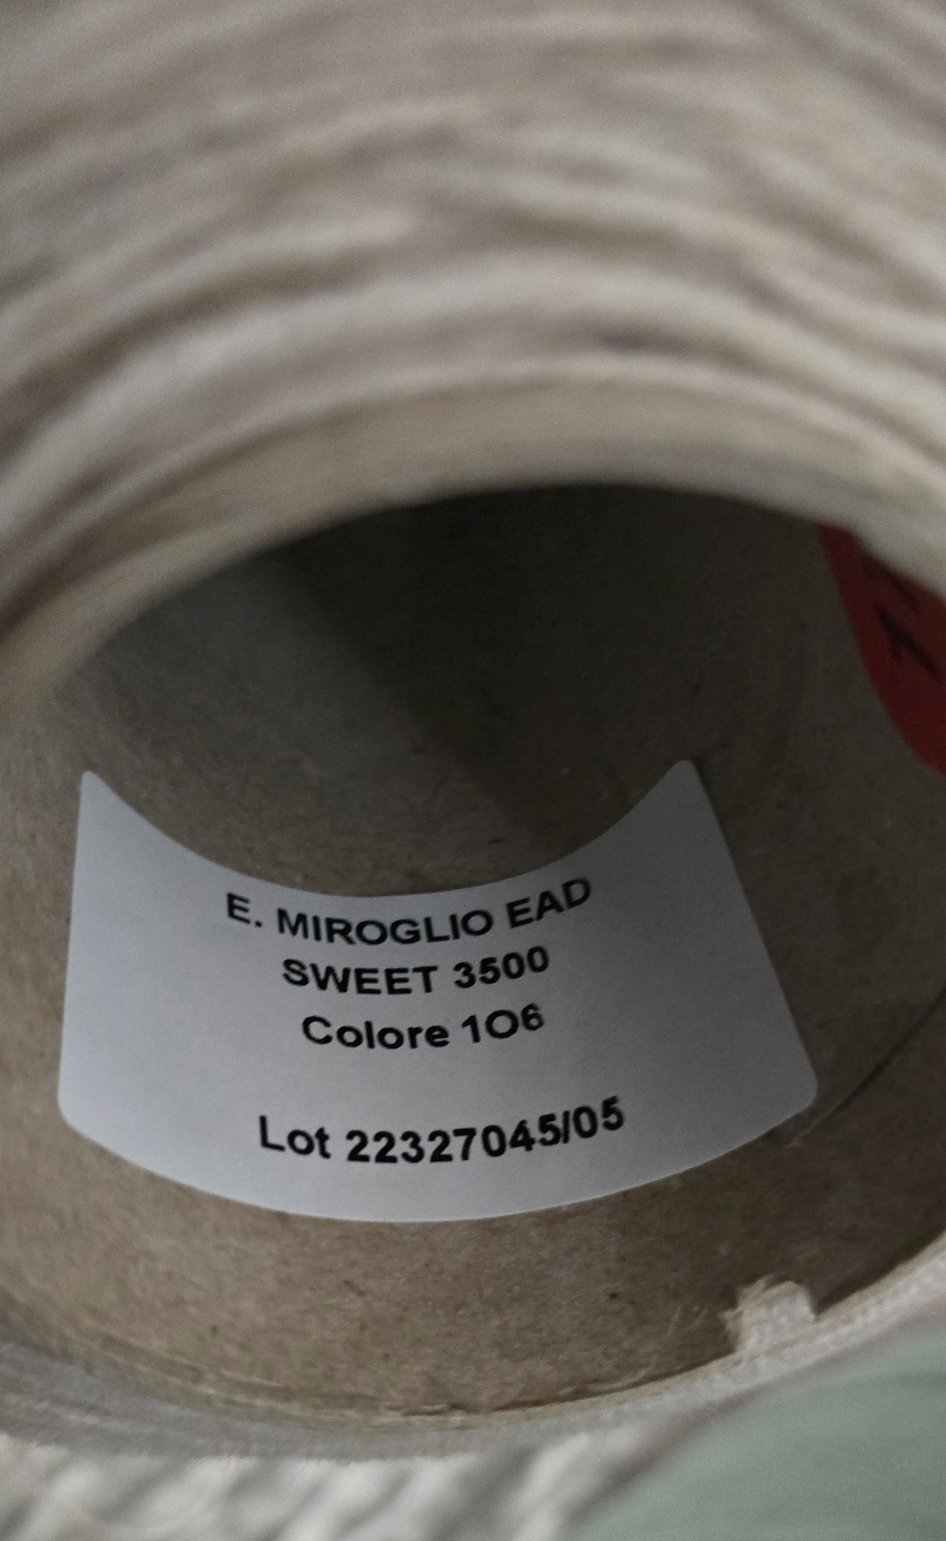 E. MIROGLIO EAD
SWEET 3500
Colore 1O6
Lot 22327045/05